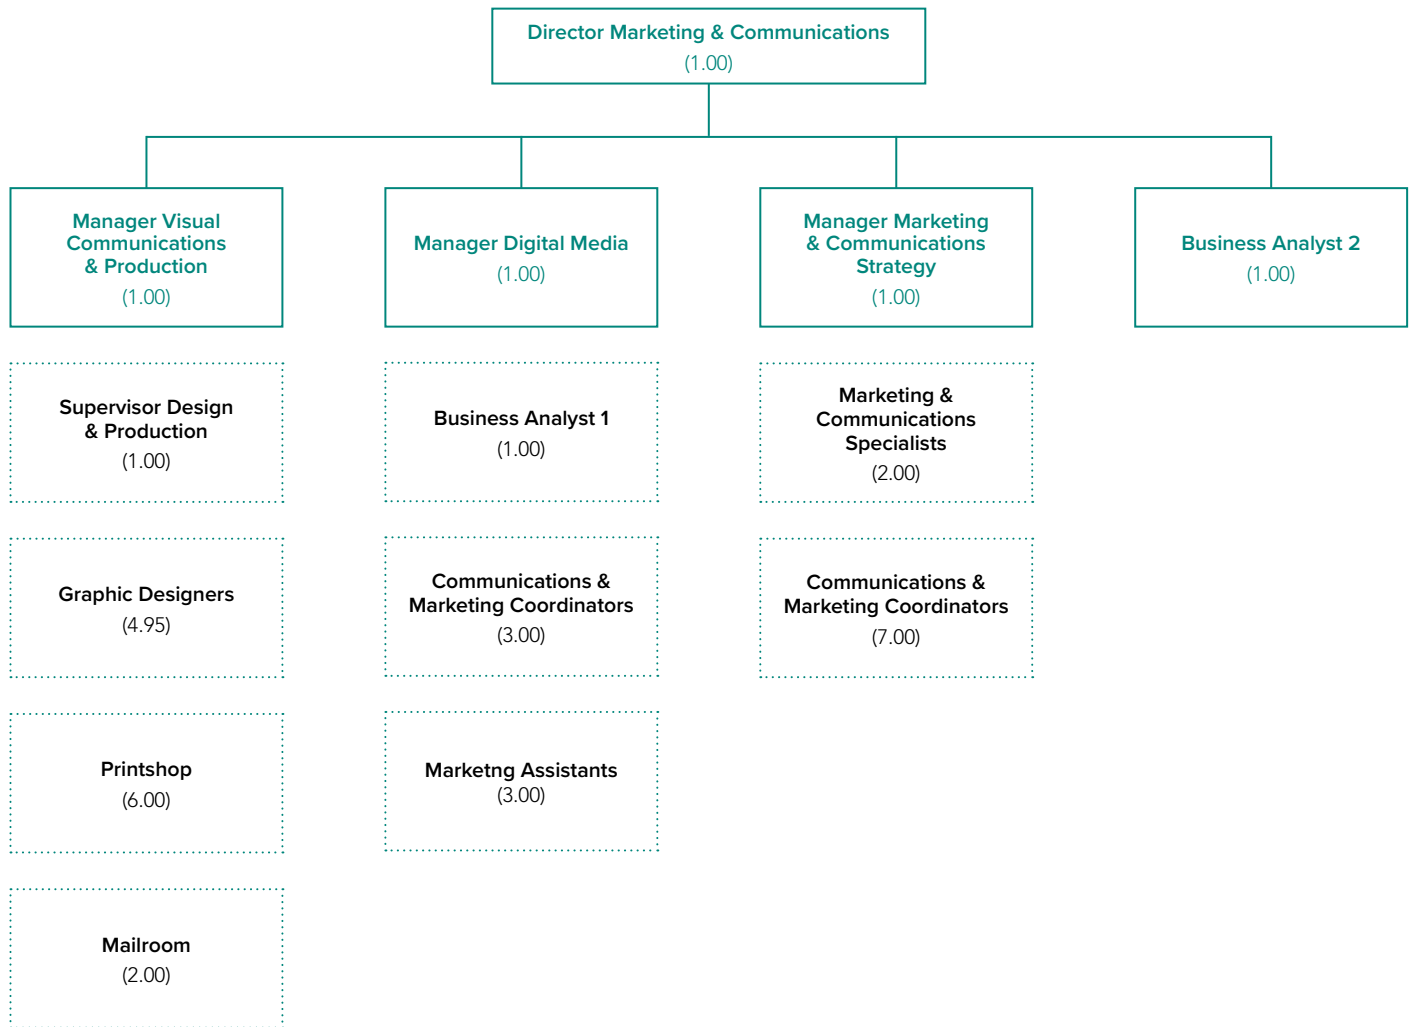 Director Marketing & Communications
(1.00)
Manager Visual
Communications
& Production
(1.00)
Manager Digital Media
(1.00)
Manager Marketing
& Communications
Strategy
(1.00)
Business Analyst 2
(1.00)
Supervisor Design
& Production
(1.00)
Business Analyst 1
(1.00)
Marketing &
Communications
Specialists
(2.00)
Graphic Designers
(4.95)
Communications &
Marketing Coordinators
(3.00)
Communications &
Marketing Coordinators
(7.00)
Printshop
(6.00)
Marketng Assistants
(3.00)
Mailroom
(2.00)